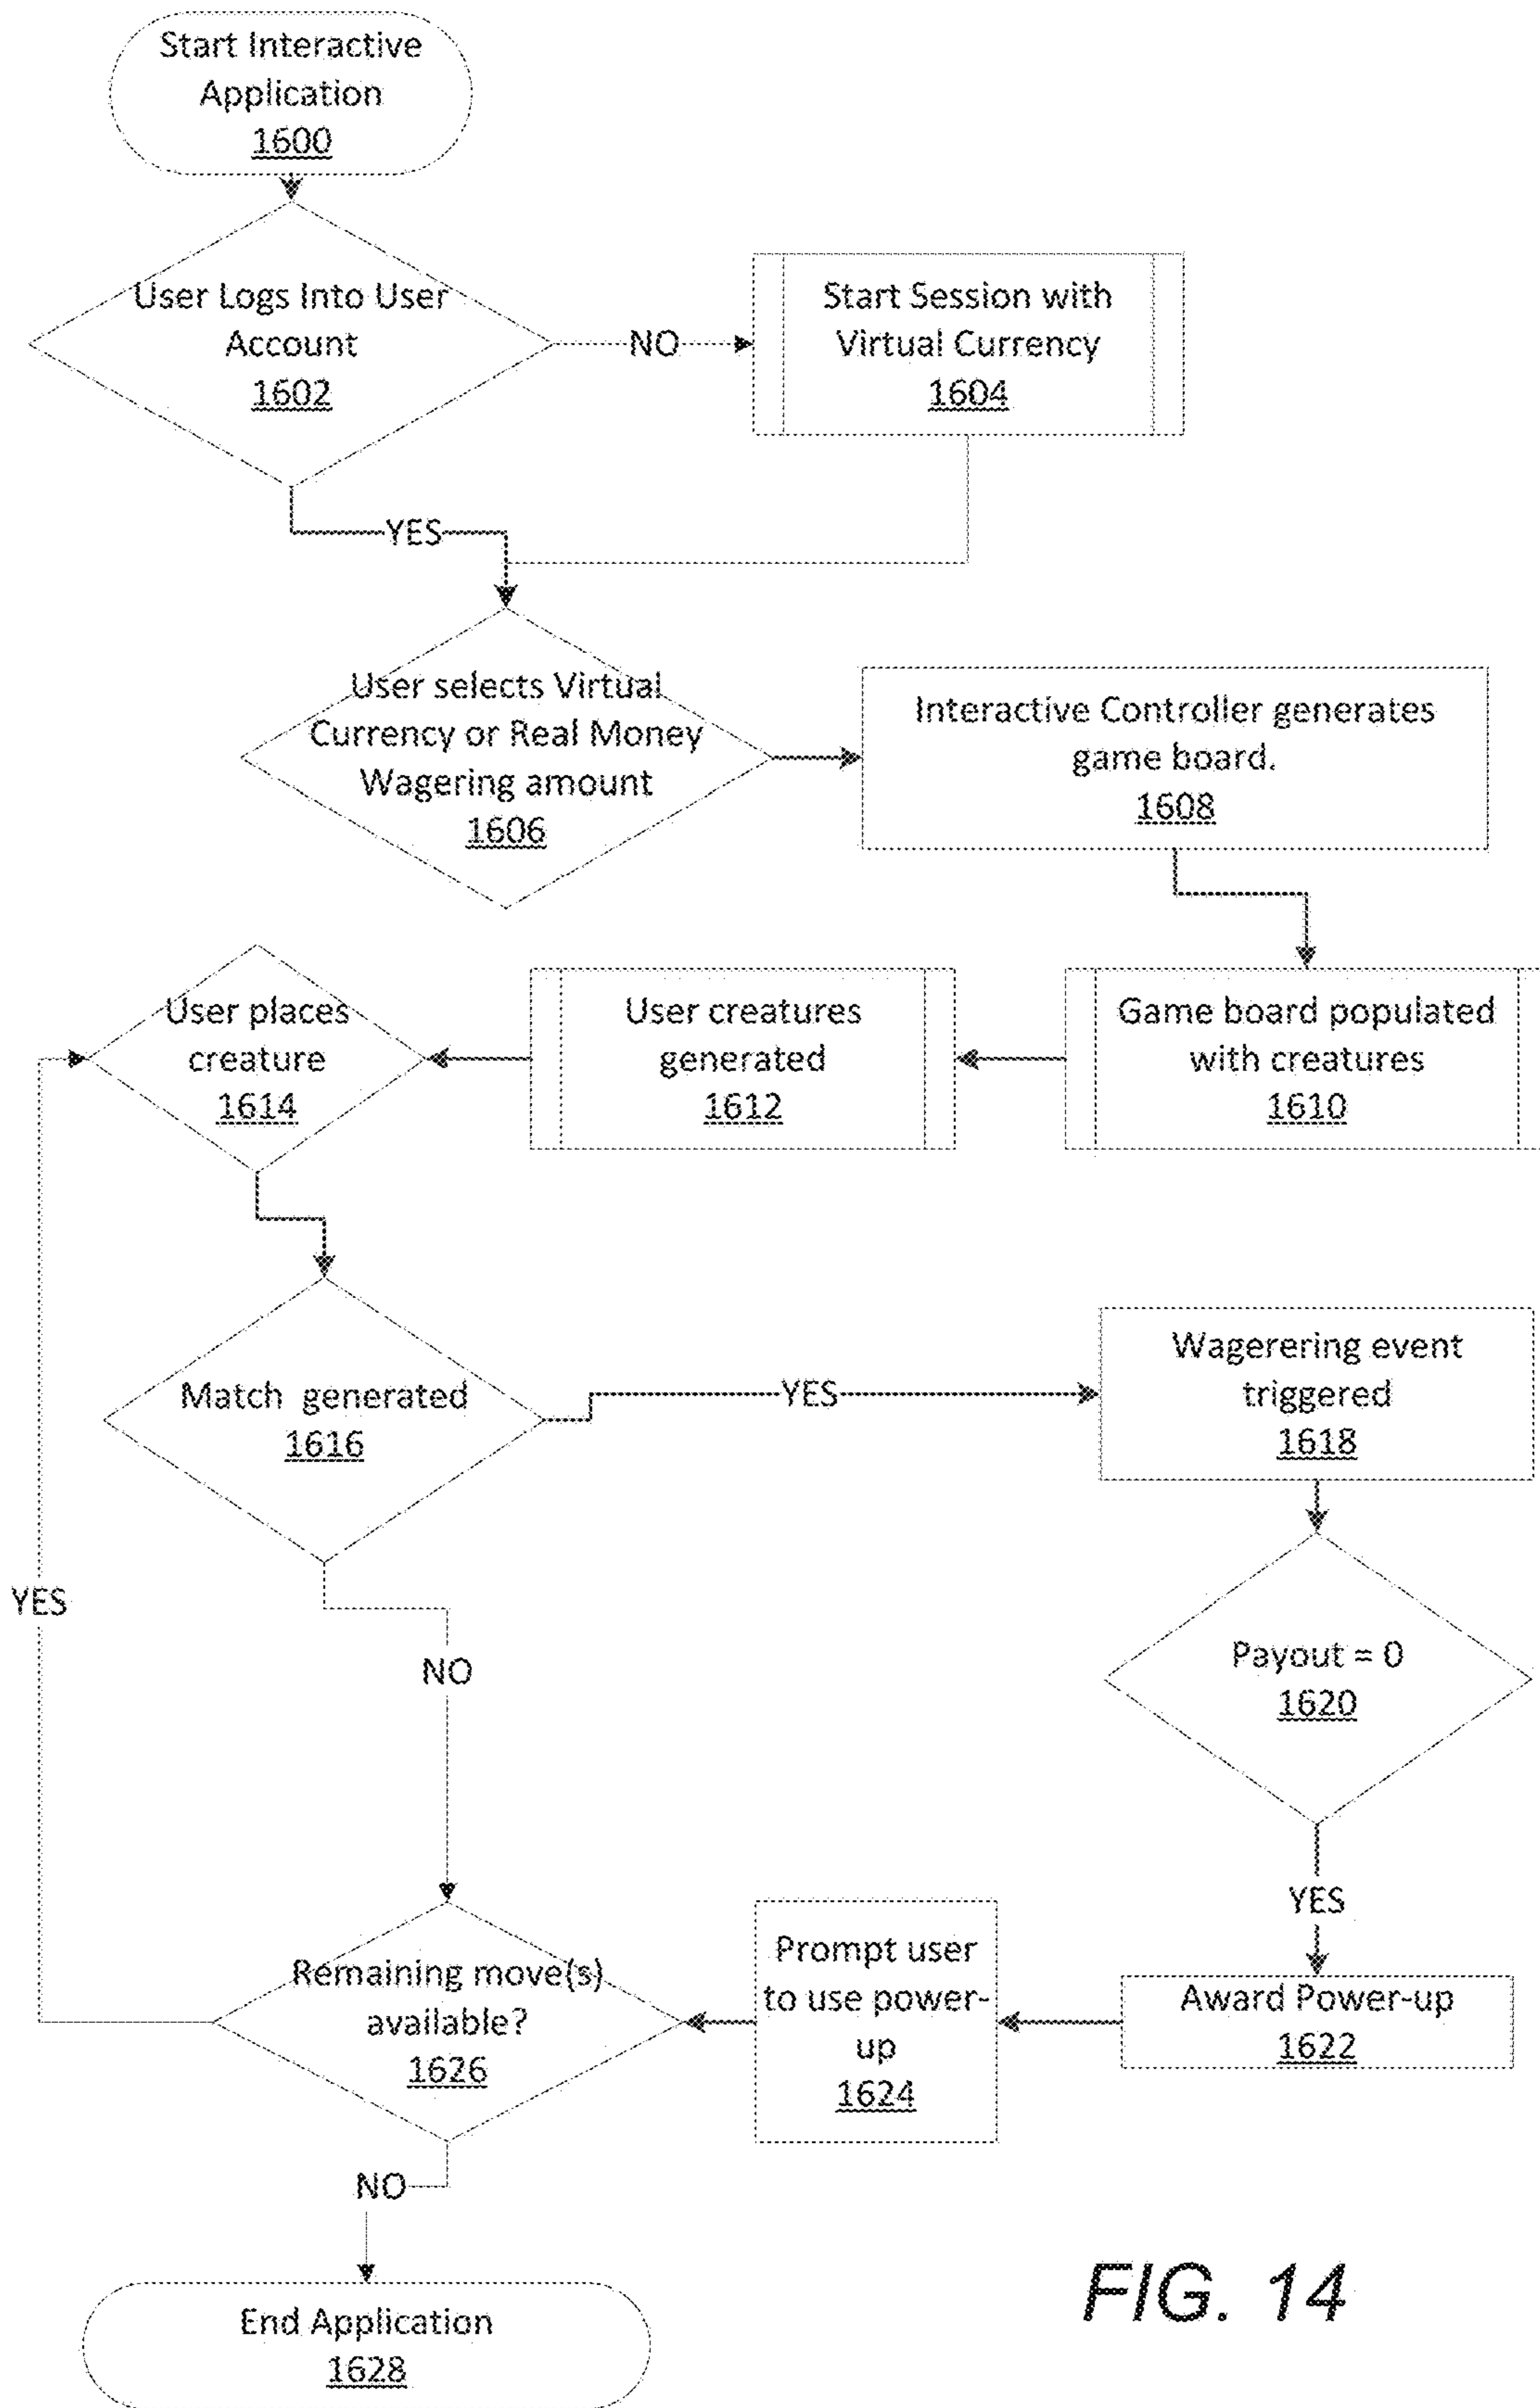 Start Interactive
Application
1600
User Logs Into User
Account
1602
NO
Start Session with
Virtual Currency
1604
YES
User selects Virtual
Currency or Real Money
Wagering amount
1606
Interactive Controller generates
game board.
1608
User places
creature
1614
User creatures
generated
1612
Game board populated
with creatures
1610
Match generated
1616
YES
Wagerering event
triggered
1618
YES
NO
Payout = 0
1620
YES
Remaining move(s)
available?
1626
Prompt user
to use power-
up
1624
Award Power-up
1622
NO
End Application
1628
FIG. 14